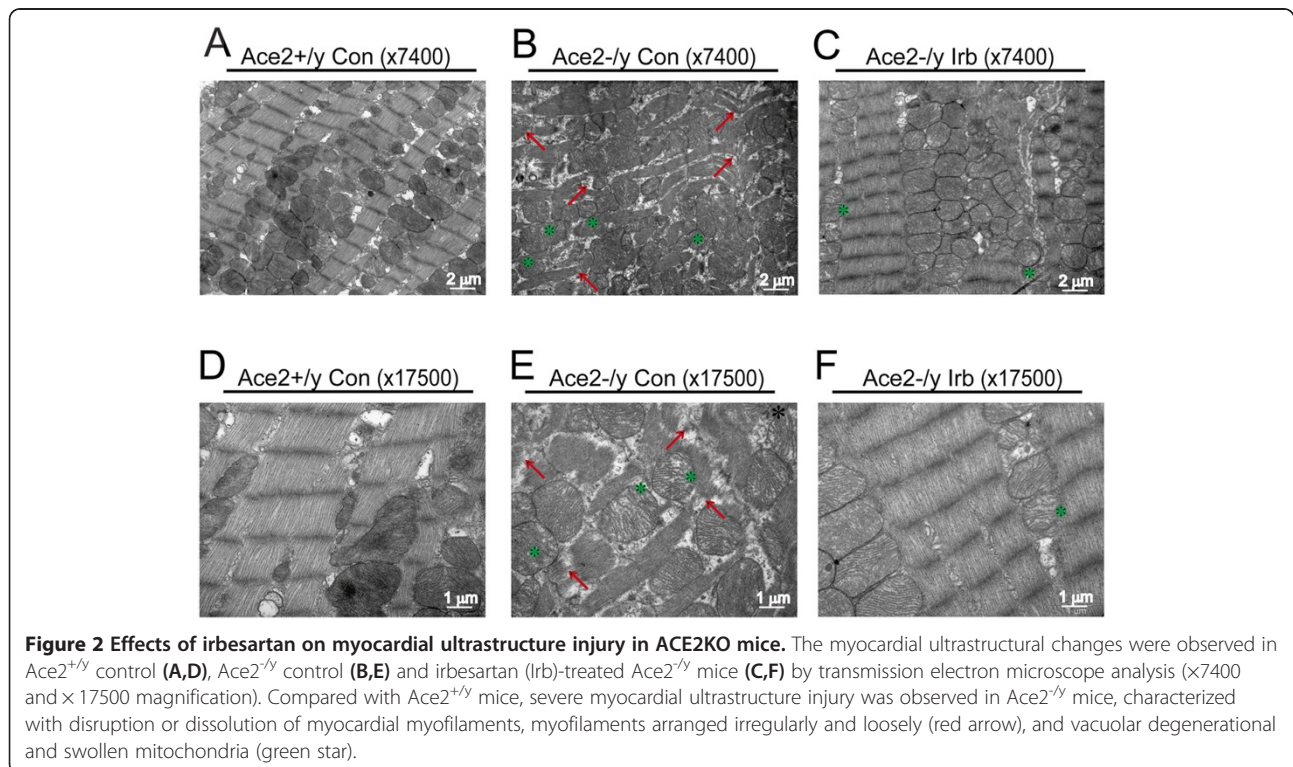 A
Ace2+/y Con (x7400)
B
Ace2-/y Con (x7400)
C
Ace2-/y Irb (x7400)
*
*
*
*
*
*
2 µm
2 µm
2 µm
D
Ace2+/y Con (x17500)
E
Ace2-/y Con (x17500)
F
Ace2-/y Irb (x17500)
*
*
*
*
*
1 µm
1 µm
1 µm
µm
Figure 2 Effects of irbesartan on myocardial ultrastructure injury in ACE2KO mice. The myocardial ultrastructural changes were observed in
Ace2+/y control (A,D), Ace2-/y control (B,E) and irbesartan (Irb)-treated Ace2-/y mice (C,F) by transmission electron microscope analysis (×7400
and × 17500 magnification). Compared with Ace2+/y mice, severe myocardial ultrastructure injury was observed in Ace2-/y mice, characterized
with disruption or dissolution of myocardial myofilaments, myofilaments arranged irregularly and loosely (red arrow), and vacuolar degenerational
and swollen mitochondria (green star).